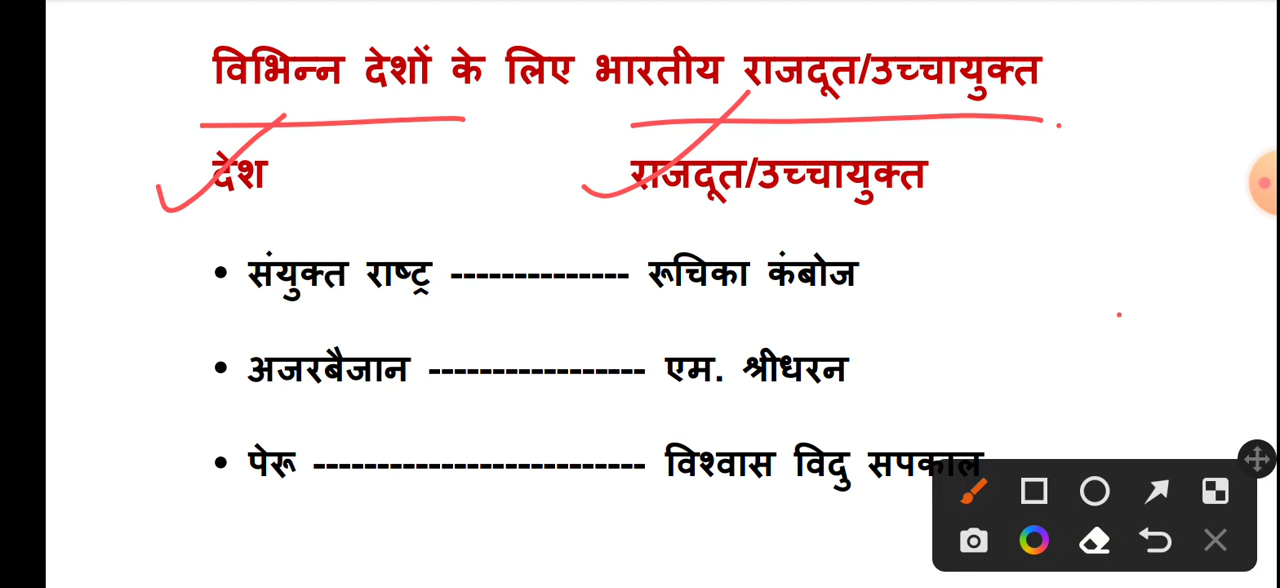 विभिन्न देशों के लिए भारतीय राजदूत/उच्चायुक्त
देश राजदूत/उच्चायुक्त
• संयुक्त राष्ट्र -------------- रूचिका कंबोज
• अजरबैजान ----------------- एम. श्रीधरन
• पेरू -------------------------- विश्वास विदु सपकाल